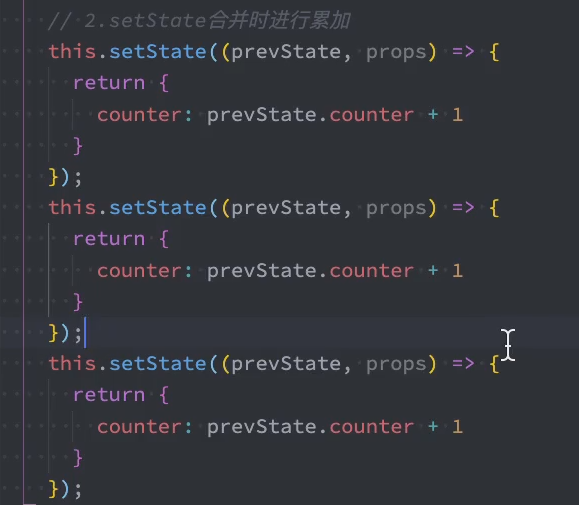 // 2.setState合并时进行累加
this.setState((prevState, props) => {
  return {
    counter: prevState.counter + 1
  }
});
this.setState((prevState, props) => {
  return {
    counter: prevState.counter + 1
  }
});
this.setState((prevState, props) => {
  return {
    counter: prevState.counter + 1
  }
});